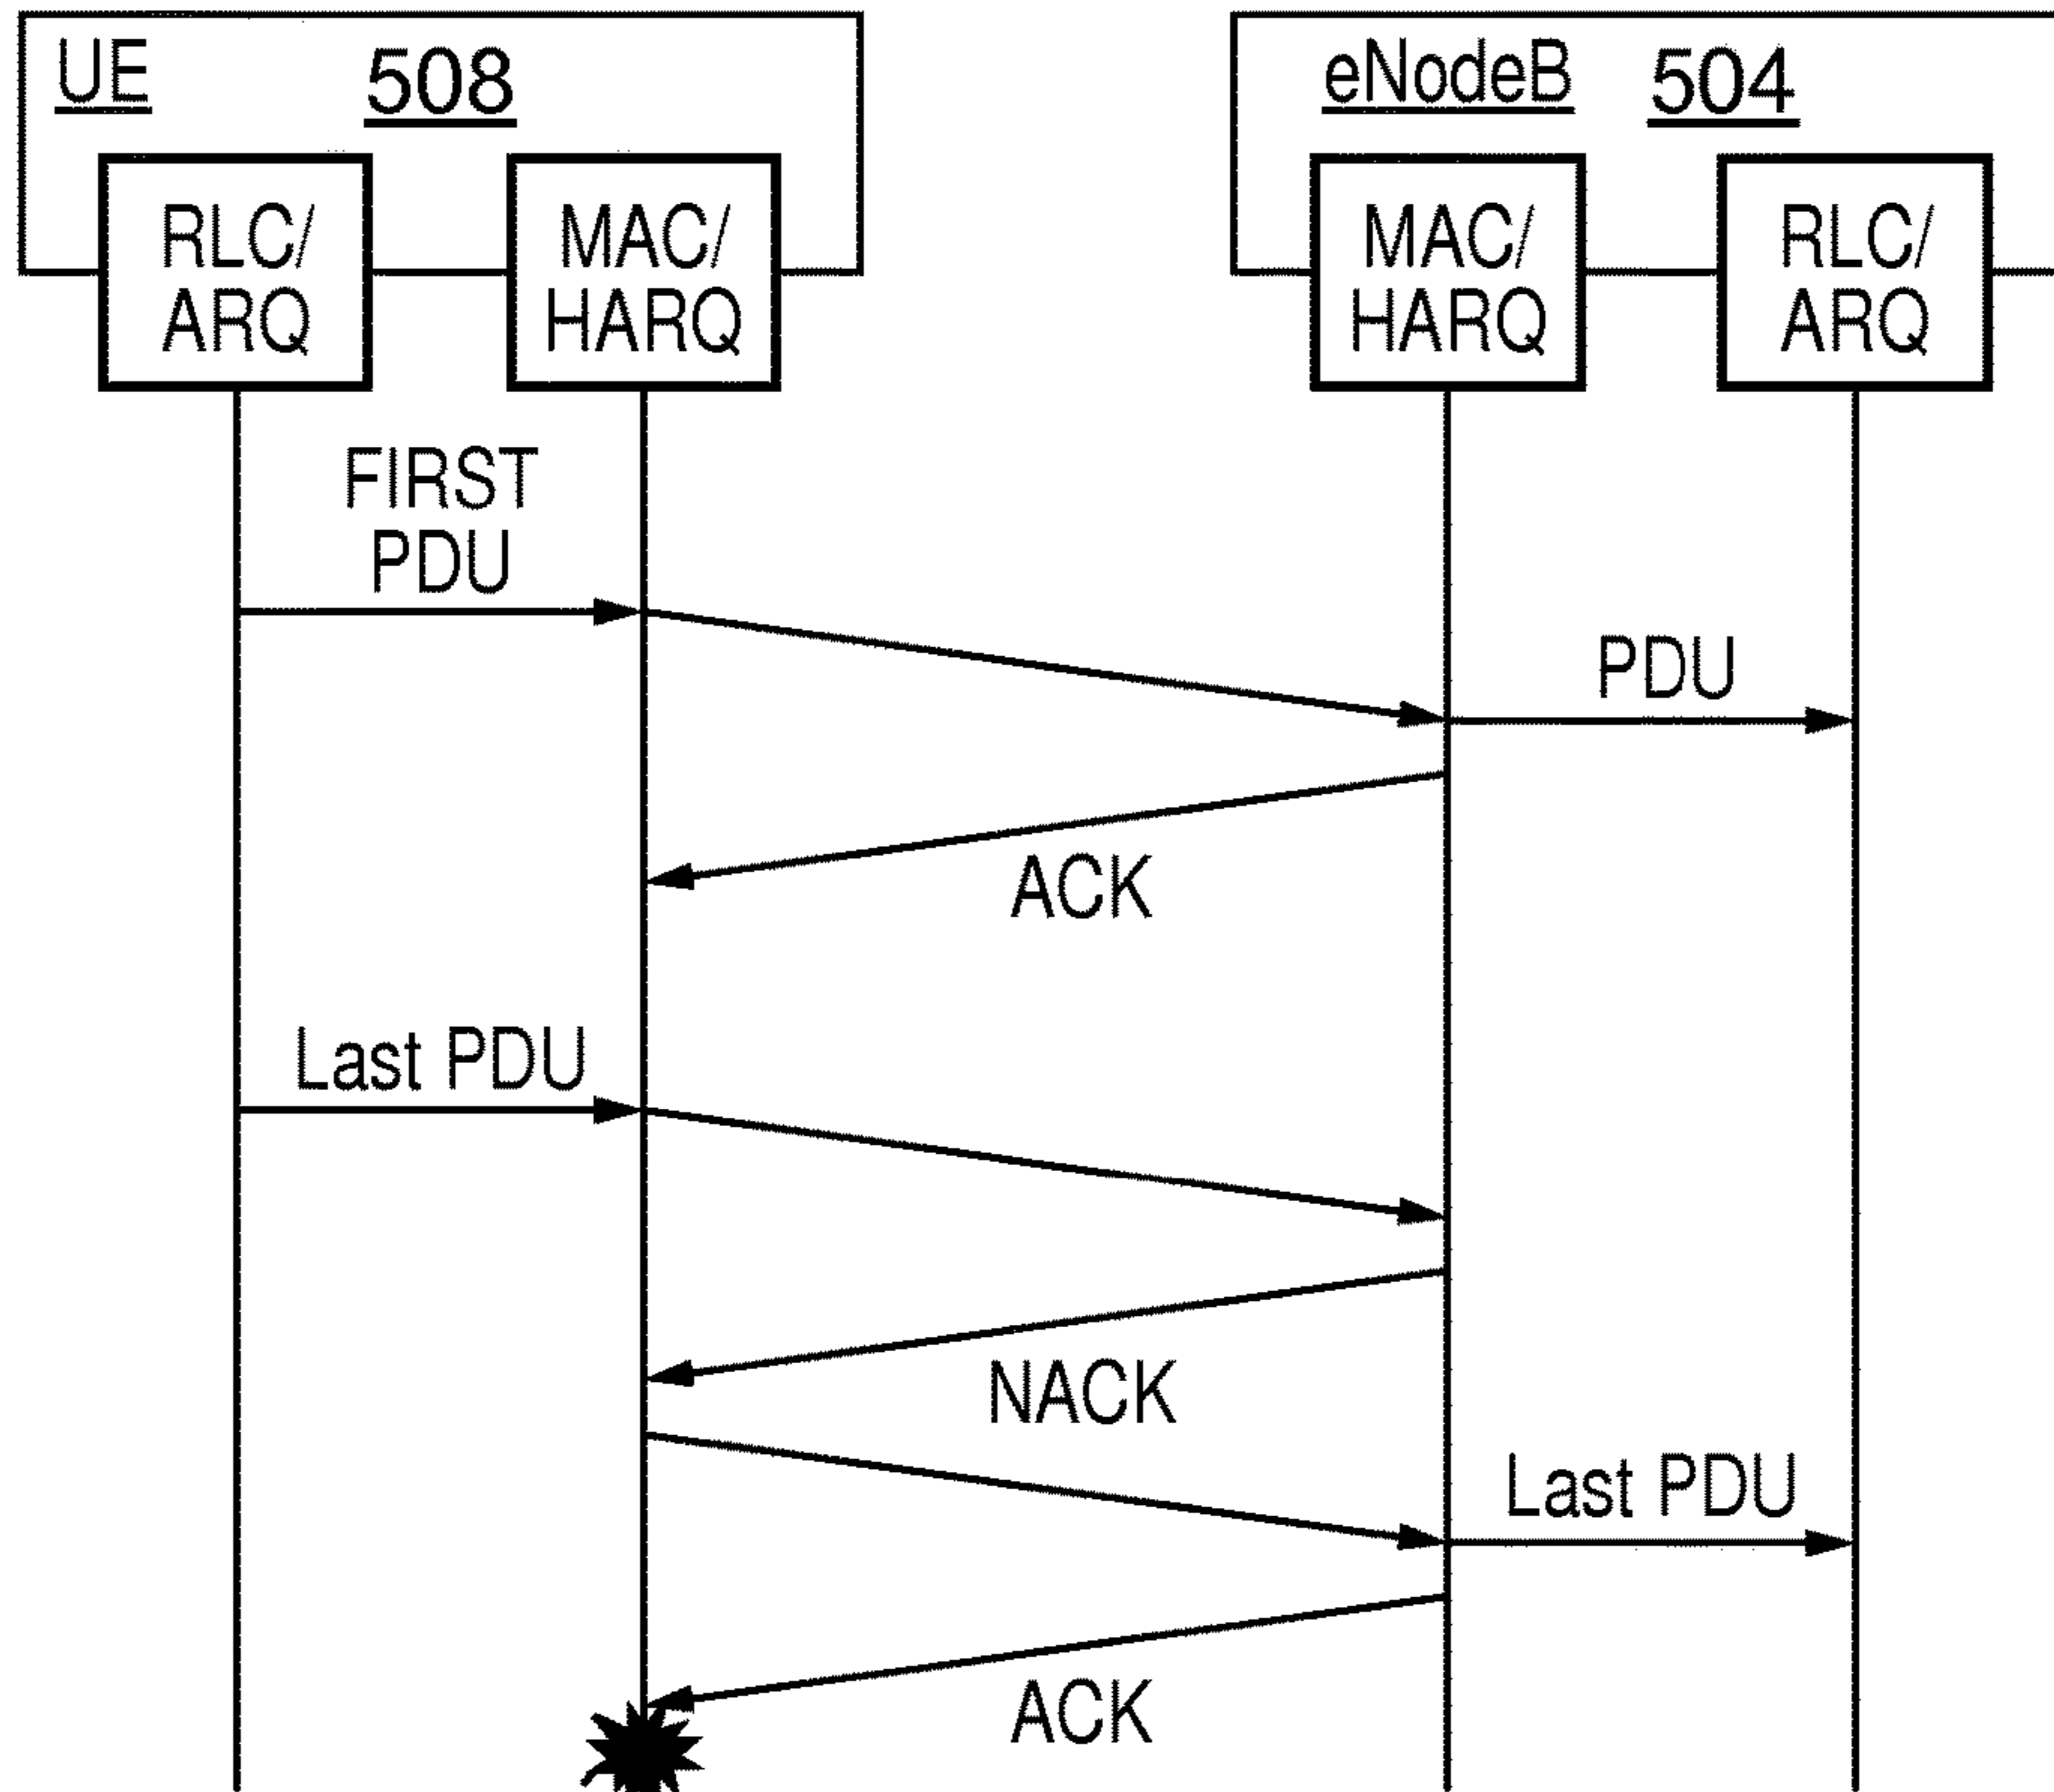 UE 508
eNodeB 504
RLC/
ARQ
MAC/
HARQ
MAC/
HARQ
RLC/
ARQ
FIRST
PDU
PDU
ACK
Last PDU
NACK
Last PDU
ACK